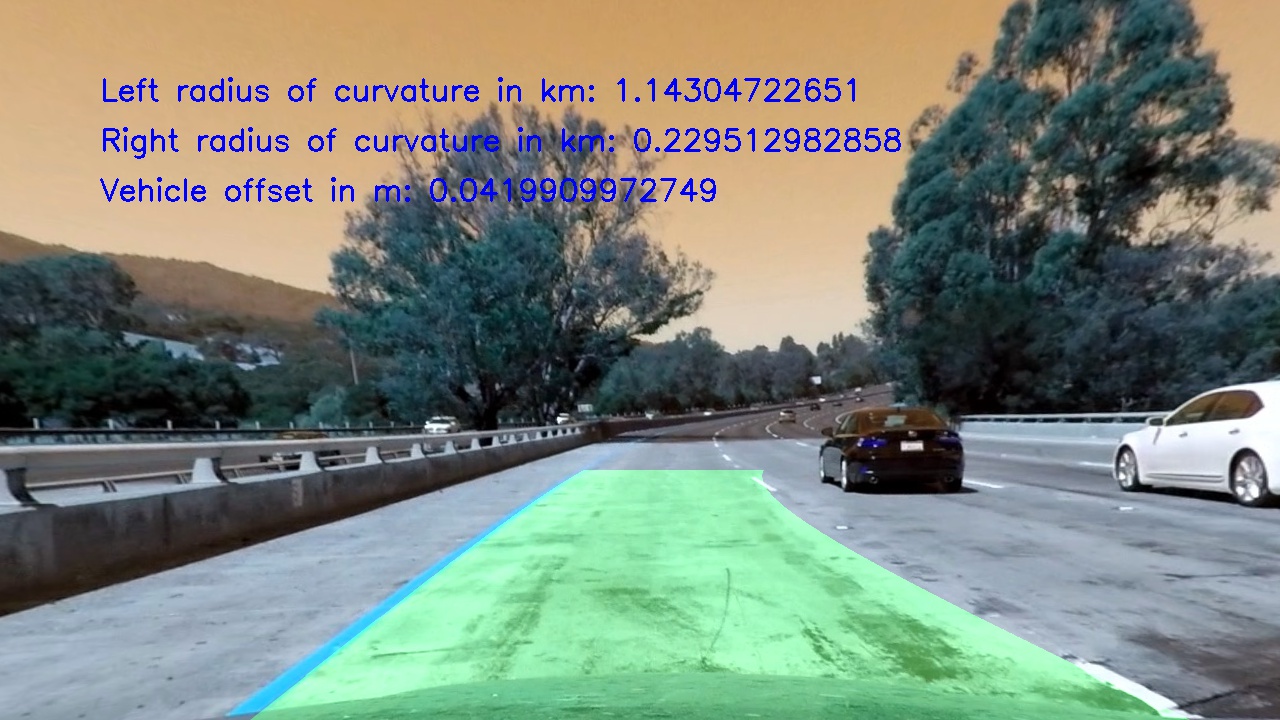 Left radius of curvature in km: 1.14304722651
Right radius of curvature in km: 0.229512982858
Vehicle offset in m: 0.0419909972749